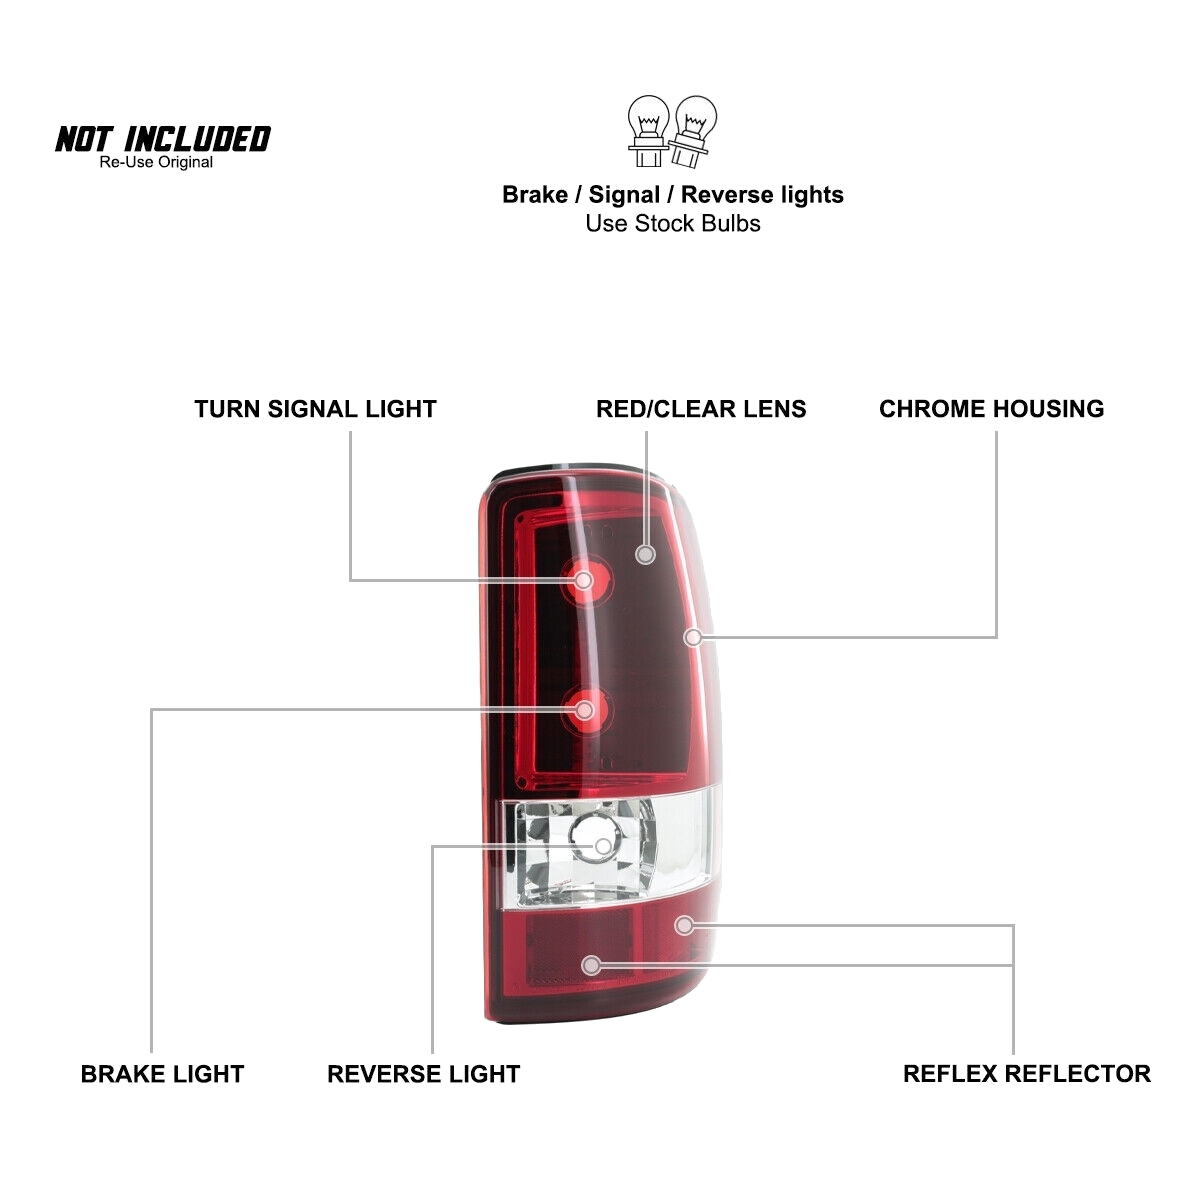 NOT INCLUDED
Re-Use Original
Brake / Signal / Reverse lights
Use Stock Bulbs
TURN SIGNAL LIGHT
RED/CLEAR LENS
CHROME HOUSING
BRAKE LIGHT
REVERSE LIGHT
REFLEX REFLECTOR